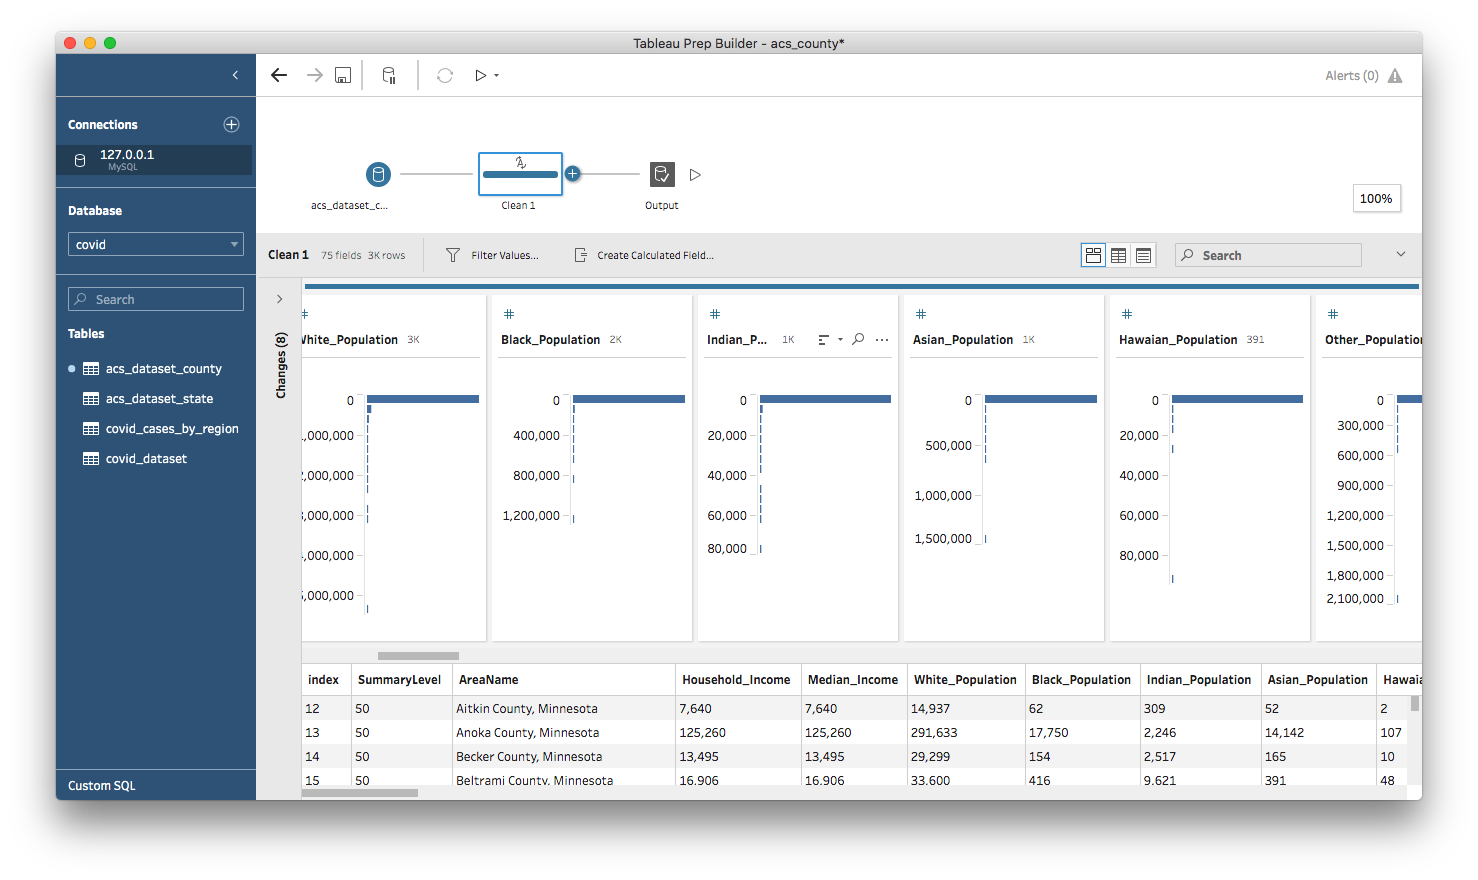 Tableau Prep Builder - acs_county*
Alerts (0)
Connections
127.0.0.1
MySQL
Database
covid
Search
Tables
acs_dataset_county
acs_dataset_state
covid_cases_by_region
covid_dataset
Custom SQL
acs_dataset_c...
Clean 1
Output
100%
Clean 1 75 fields 3K rows Filter Values... Create Calculated Field... Search
Changes (8)
White_Population 3K
0
1,000,000
2,000,000
3,000,000
4,000,000
5,000,000
Black_Population 2K
0
400,000
800,000
1,200,000
Indian_P... 1K
0
20,000
40,000
60,000
80,000
Asian_Population 1K
0
500,000
1,000,000
1,500,000
Hawaian_Population 391
0
20,000
40,000
60,000
80,000
Other_Population
0
300,000
600,000
900,000
1,200,000
1,500,000
1,800,000
2,100,000
index SummaryLevel AreaName Household_Income Median_Income White_Population Black_Population Indian_Population Asian_Population Hawaia
12 50 Aitkin County, Minnesota 7,640 7,640 14,937 62 309 52 2
13 50 Anoka County, Minnesota 125,260 125,260 291,633 17,750 2,246 14,142 107
14 50 Becker County, Minnesota 13,495 13,495 29,299 154 2,517 165 10
15 50 Beltrami County, Minnesota 16,906 16,906 33,600 416 9,621 391 48